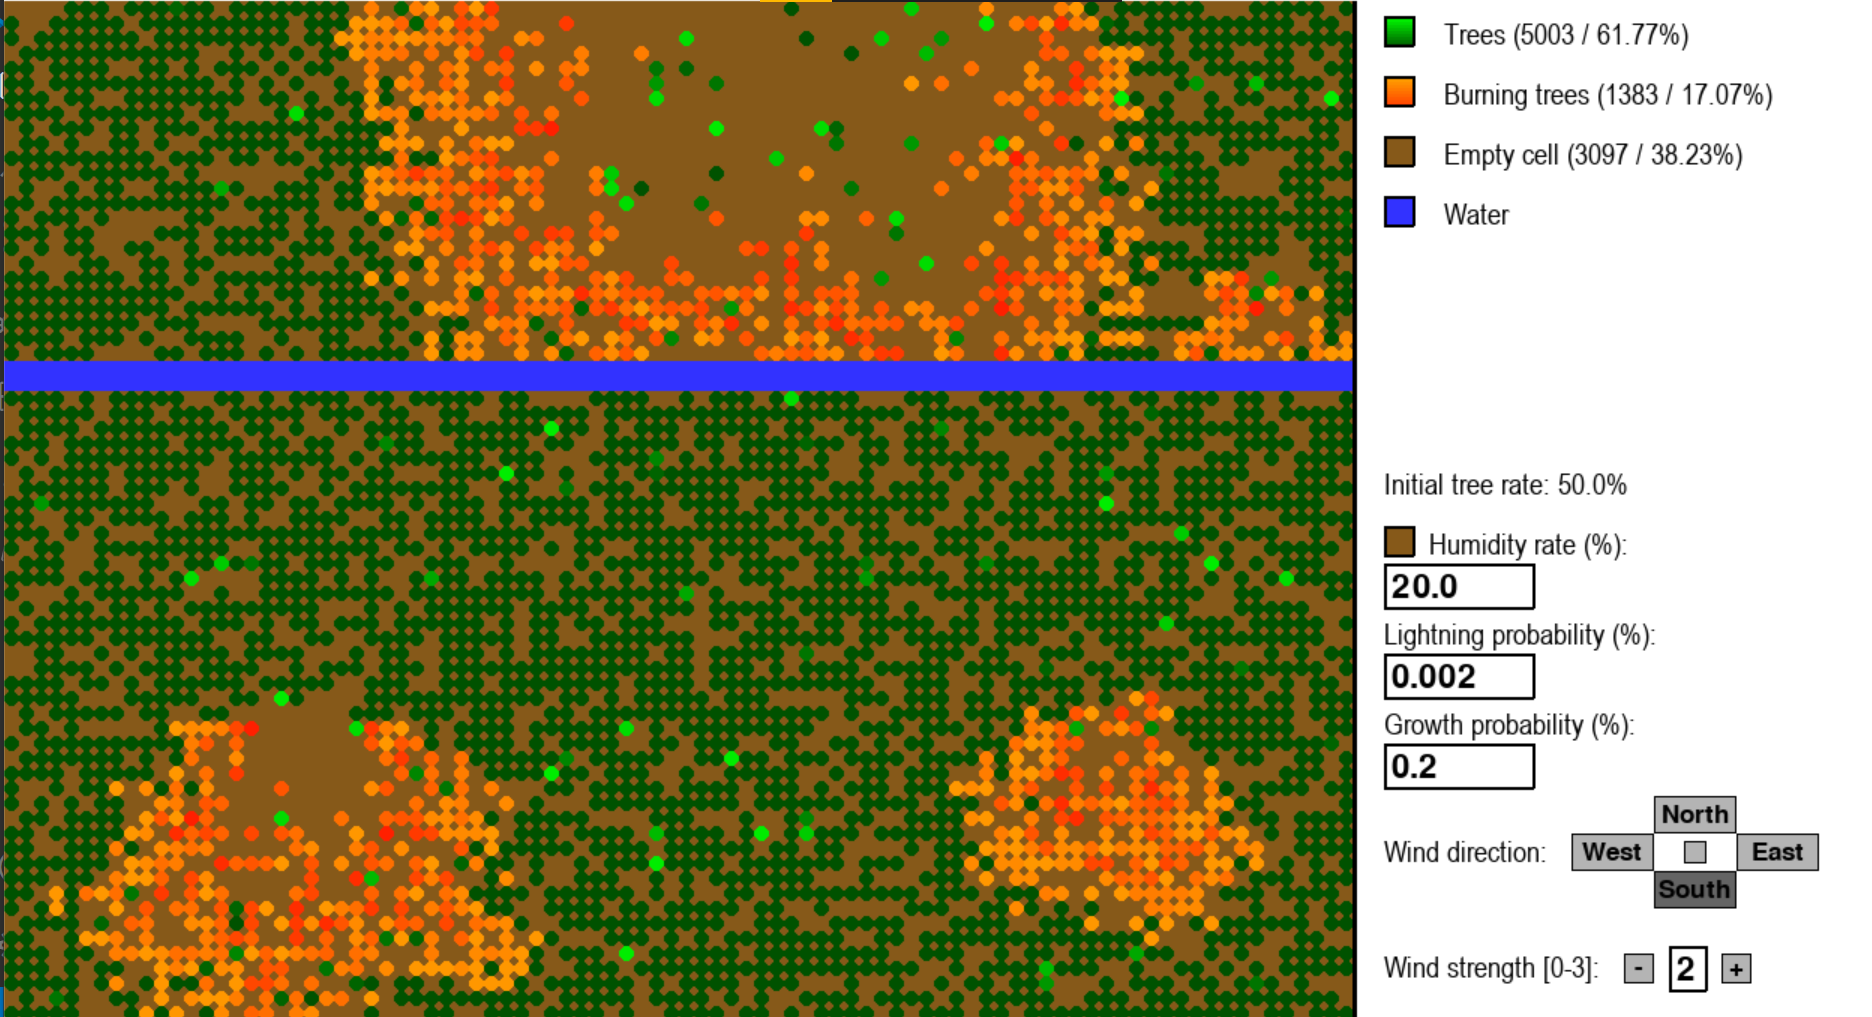 Trees (5003 / 61.77%)
Burning trees (1383 / 17.07%)
Empty cell (3097 / 38.23%)
Water
Initial tree rate: 50.0%
Humidity rate (%):
20.0
Lightning probability (%):
0.002
Growth probability (%):
0.2
North
Wind direction: West East
South
Wind strength [0-3]: - 2 +